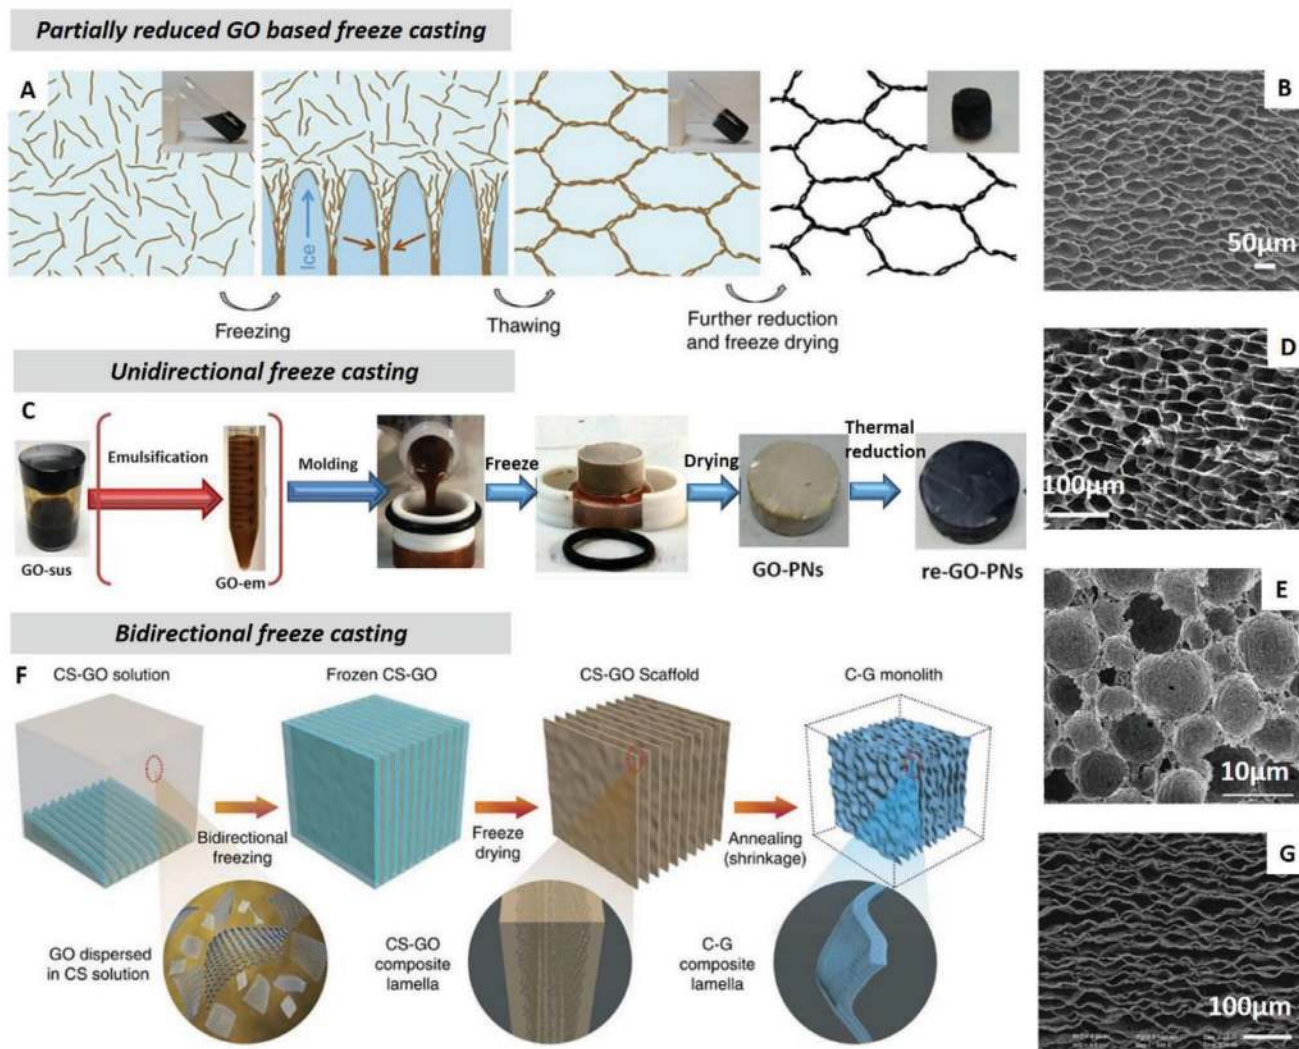 Partially reduced GO based freeze casting
A
Ice
Freezing
Thawing
Further reduction
and freeze drying
B
50μm
Unidirectional freeze casting
C
Emulsification
Molding
Freeze
Drying
Thermal
reduction
GO-sus
GO-em
GO-PNs
re-GO-PNs
D
100μm
E
10μm
Bidirectional freeze casting
F
CS-GO solution
Frozen CS-GO
CS-GO Scaffold
C-G monolith
Bidirectional
freezing
Freeze
drying
Annealing
(shrinkage)
GO dispersed
in CS solution
CS-GO
composite
lamella
C-G
composite
lamella
G
100μm